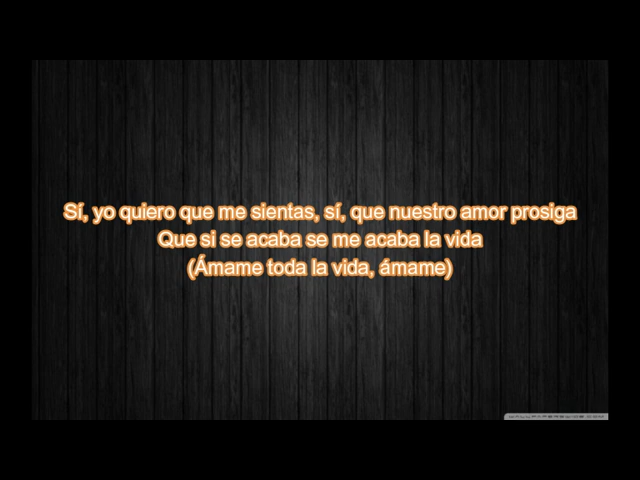 Sí, yo quiero que me sientas, sí, que nuestro amor prosiga
Que si se acaba se me acaba la vida
(Ámame toda la vida, ámame)